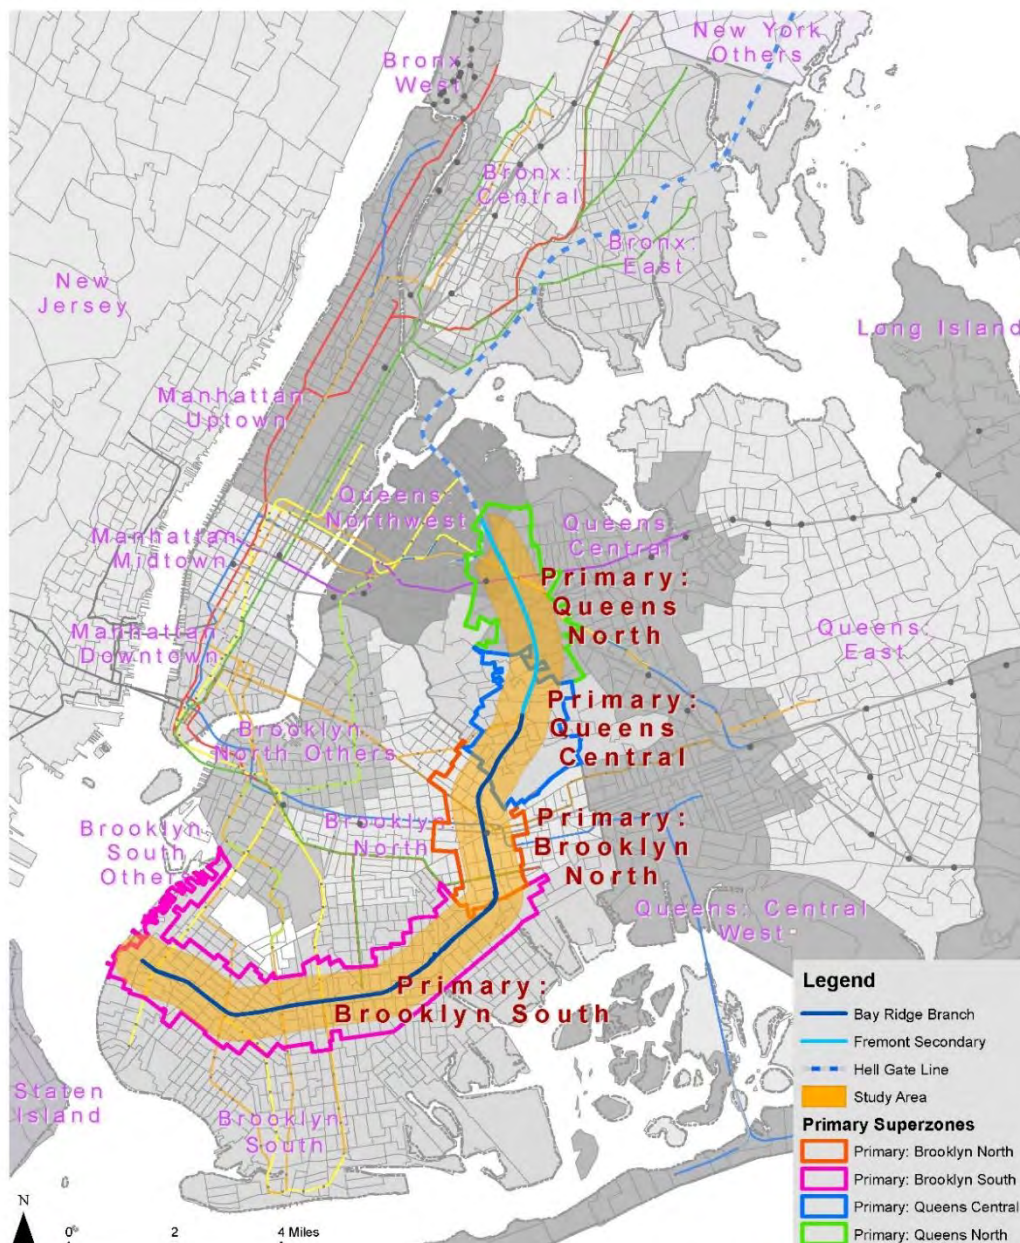 New York
Others
Bronx
West
Bronx:
Central
Bronx:
East
New
Jersey
Long Island
Manhattan
Uptown
Queens:
Northwest
Queens:
Central
Manhattan
Midtown
Primary:
Queens
North
Manhattan
Downtown
Queens:
East
Primary:
Queens
Central
Brooklyn
North Others
Brooklyn
South
Other
Brooklyn
North
Primary:
Brooklyn
North
Queens: Central
West
Primary:
Brooklyn South
Staten
Island
Brooklyn
South
Legend
Bay Ridge Branch
Fremont Secondary
Hell Gate Line
Study Area
Primary Superzones
Primary: Brooklyn North
Primary: Brooklyn South
Primary: Queens Central
Primary: Queens North
N
0 2 4 Miles